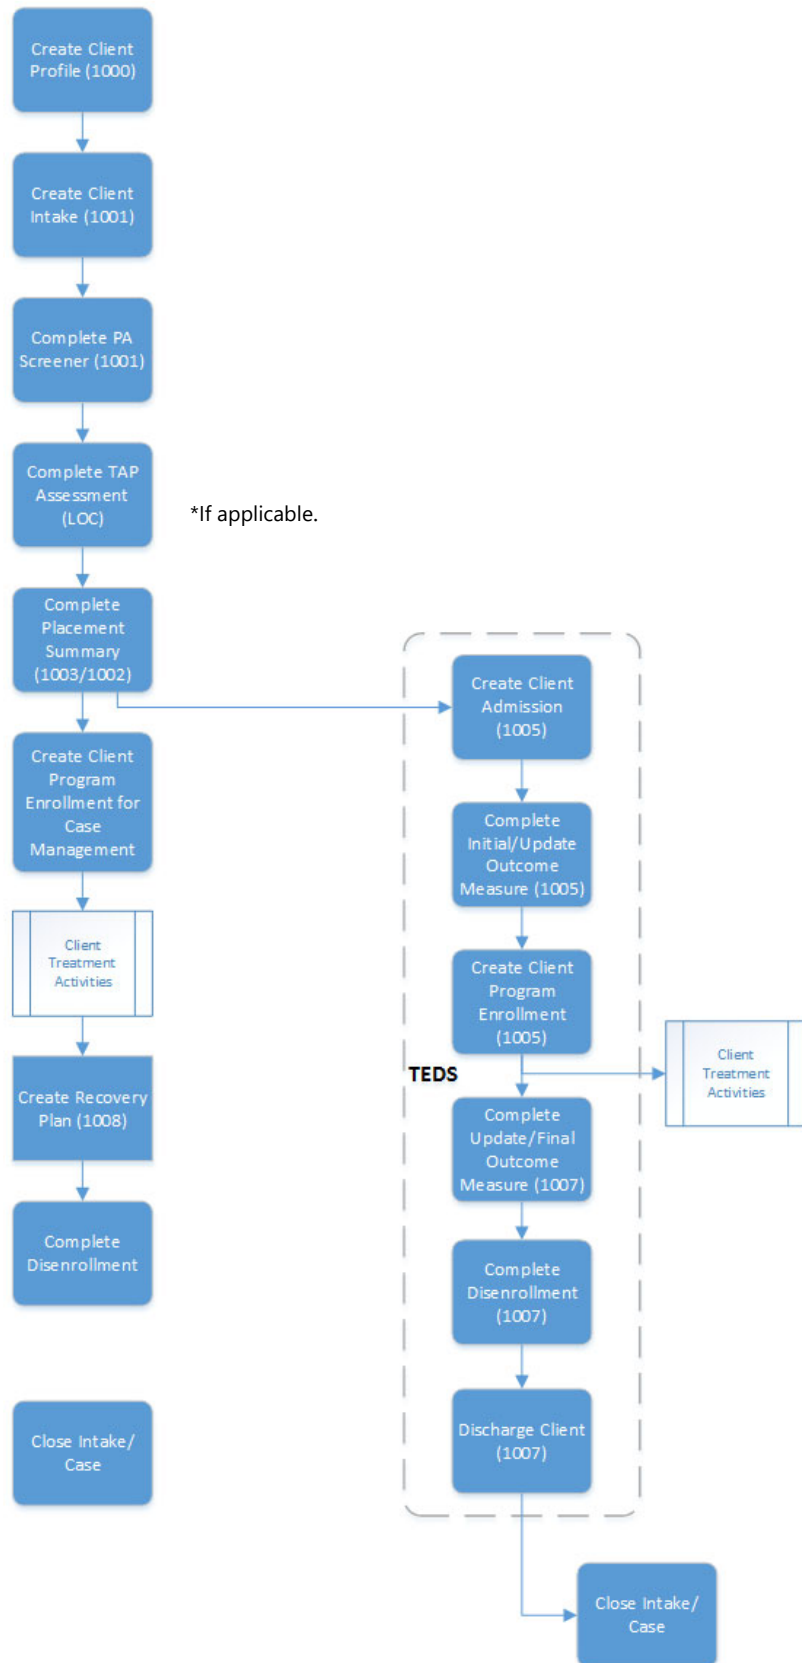 Create Client
Profile (1000)
Create Client
Intake (1001)
Complete PA
Screener (1001)
Complete TAP
Assessment
(LOC)
*If applicable.
Complete
Placement
Summary
(1003/1002)
Create Client
Program
Enrollment for
Case
Management
Client
Treatment
Activities
Create Recovery
Plan (1008)
Complete
Disenrollment
Close Intake/
Case
Create Client
Admission
(1005)
Complete
Initial/Update
Outcome
Measure (1005)
Create Client
Program
Enrollment
(1005)
TEDS
Client
Treatment
Activities
Complete
Update/Final
Outcome
Measure (1007)
Complete
Disenrollment
(1007)
Discharge Client
(1007)
Close Intake/
Case